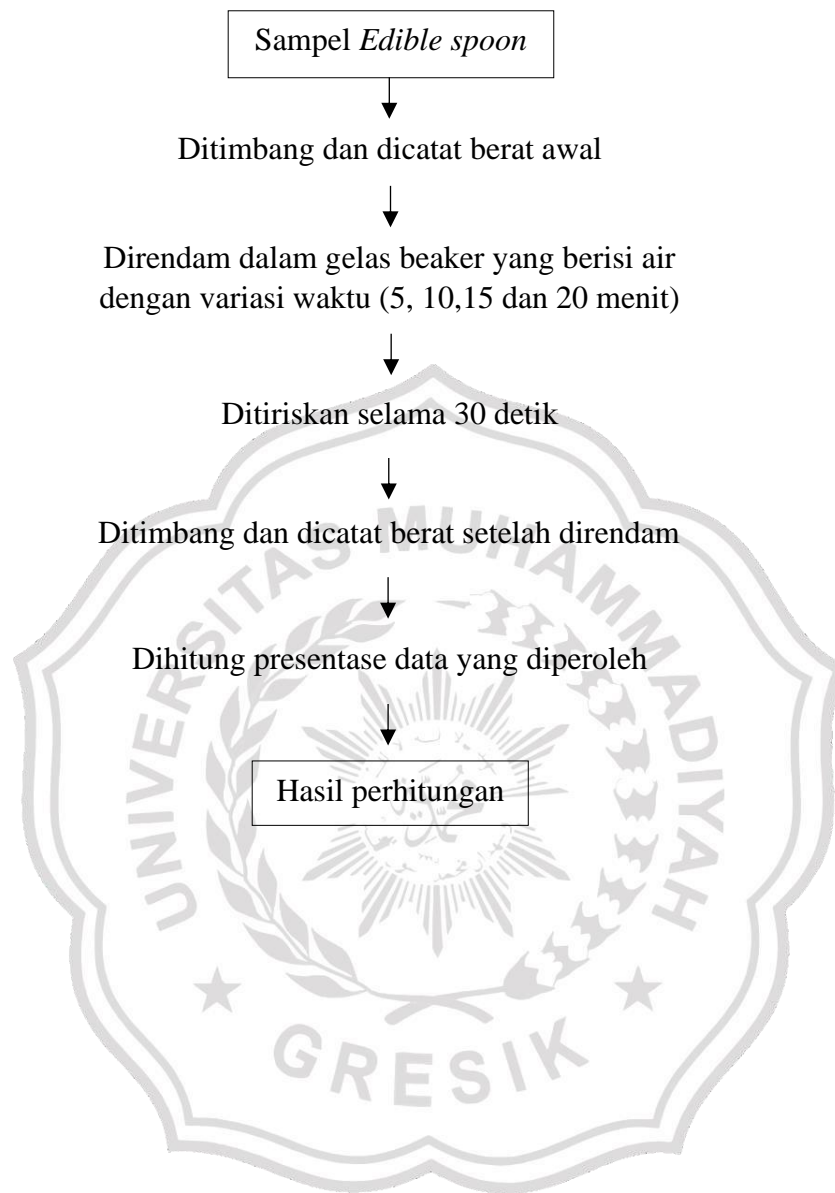 Sampel Edible spoon
Ditimbang dan dicatat berat awal
Direndam dalam gelas beaker yang berisi air
dengan variasi waktu (5, 10,15 dan 20 menit)
Ditiriskan selama 30 detik
Ditimbang dan dicatat berat setelah direndam
Dihitung presentase data yang diperoleh
Hasil perhitungan
UNIVERSITAS MUHAMMADIYAH
GRESIK